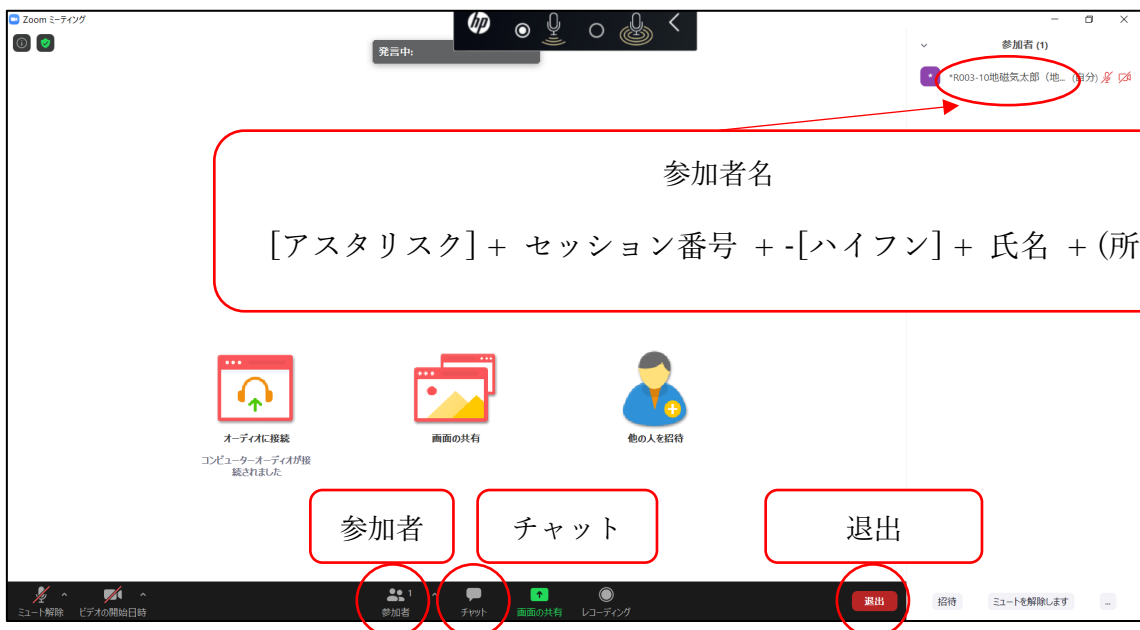 Zoom ミーティング
hp
発言中:
参加者 (1)
*R003-10地磁気太郎（地... (自分)
参加者名
[アスタリスク] + セッション番号 + -[ハイフン] + 氏名 + (所
オーディオに接続
コンピューターオーディオが接
続されました
画面の共有
他の人を招待
参加者
チャット
退出
ミュート解除
ビデオの開始日時
参加者
1
チャット
画面の共有
レコーディング
退出
招待
ミュートを解除します
...